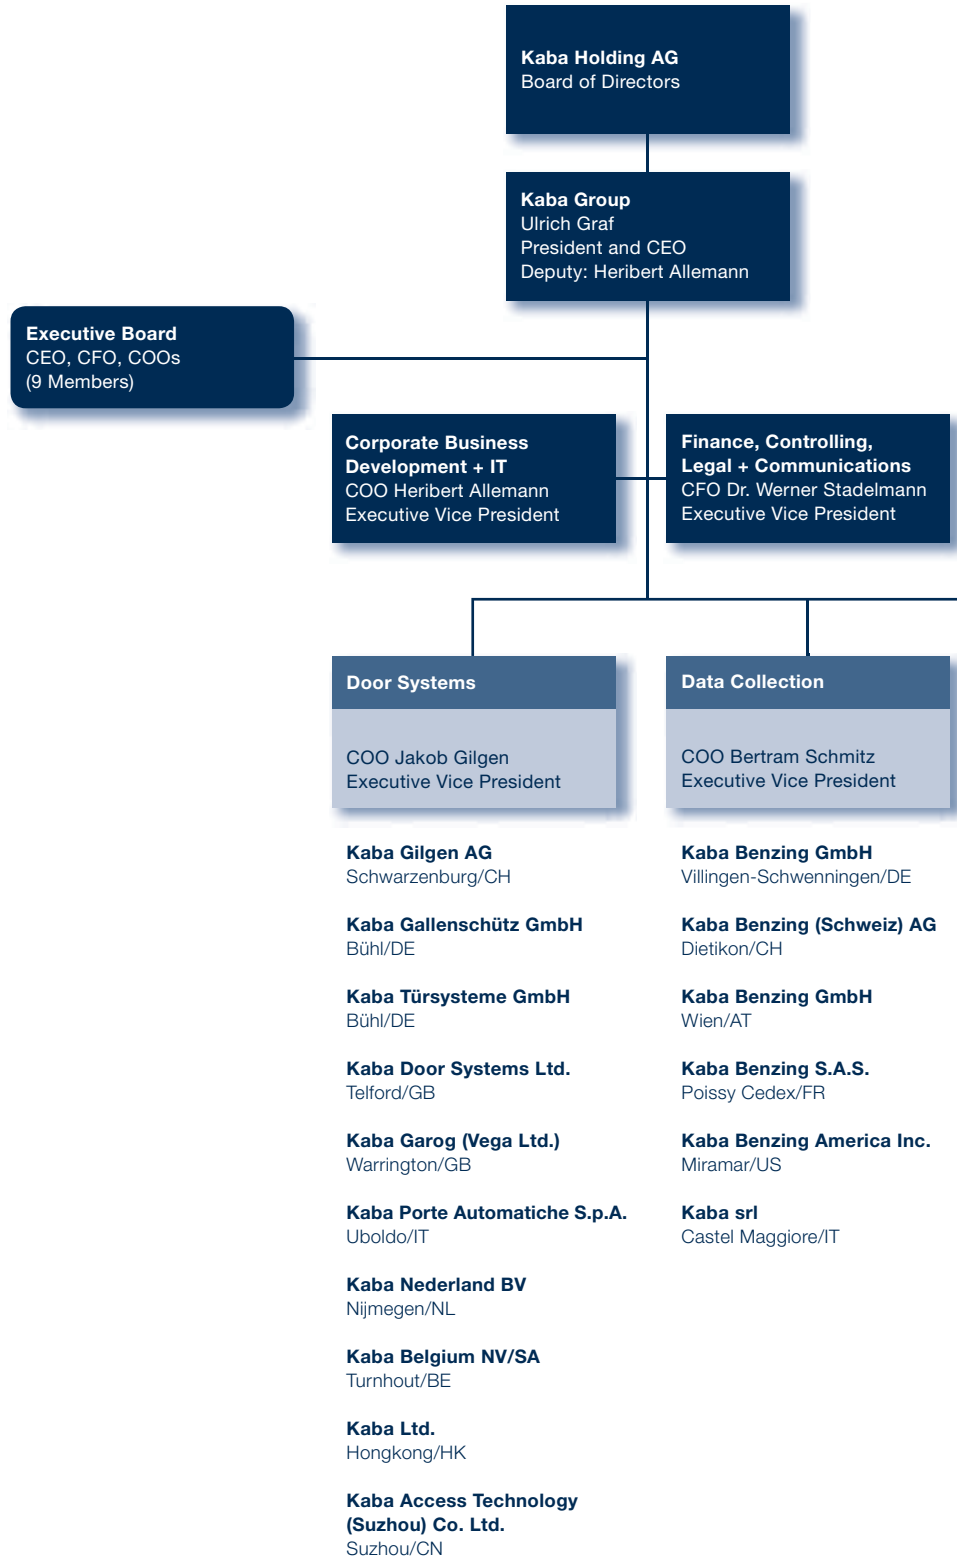 Kaba Holding AG
Board of Directors
Kaba Group
Ulrich Graf
President and CEO
Deputy: Heribert Allemann
Executive Board
CEO, CFO, COOs
(9 Members)
Corporate Business
Development + IT
COO Heribert Allemann
Executive Vice President
Finance, Controlling,
Legal + Communications
CFO Dr. Werner Stadelmann
Executive Vice President
Door Systems
COO Jakob Gilgen
Executive Vice President
Kaba Gilgen AG
Schwarzenburg/CH
Kaba Gallenschütz GmbH
Bühl/DE
Kaba Türsysteme GmbH
Bühl/DE
Kaba Door Systems Ltd.
Telford/GB
Kaba Garog (Vega Ltd.)
Warrington/GB
Kaba Porte Automatiche S.p.A.
Uboldo/IT
Kaba Nederland BV
Nijmegen/NL
Kaba Belgium NV/SA
Turnhout/BE
Kaba Ltd.
Hongkong/HK
Kaba Access Technology
(Suzhou) Co. Ltd.
Suzhou/CN
Data Collection
COO Bertram Schmitz
Executive Vice President
Kaba Benzing GmbH
Villingen-Schwenningen/DE
Kaba Benzing (Schweiz) AG
Dietikon/CH
Kaba Benzing GmbH
Wien/AT
Kaba Benzing S.A.S.
Poissy Cedex/FR
Kaba Benzing America Inc.
Miramar/US
Kaba srl
Castel Maggiore/IT